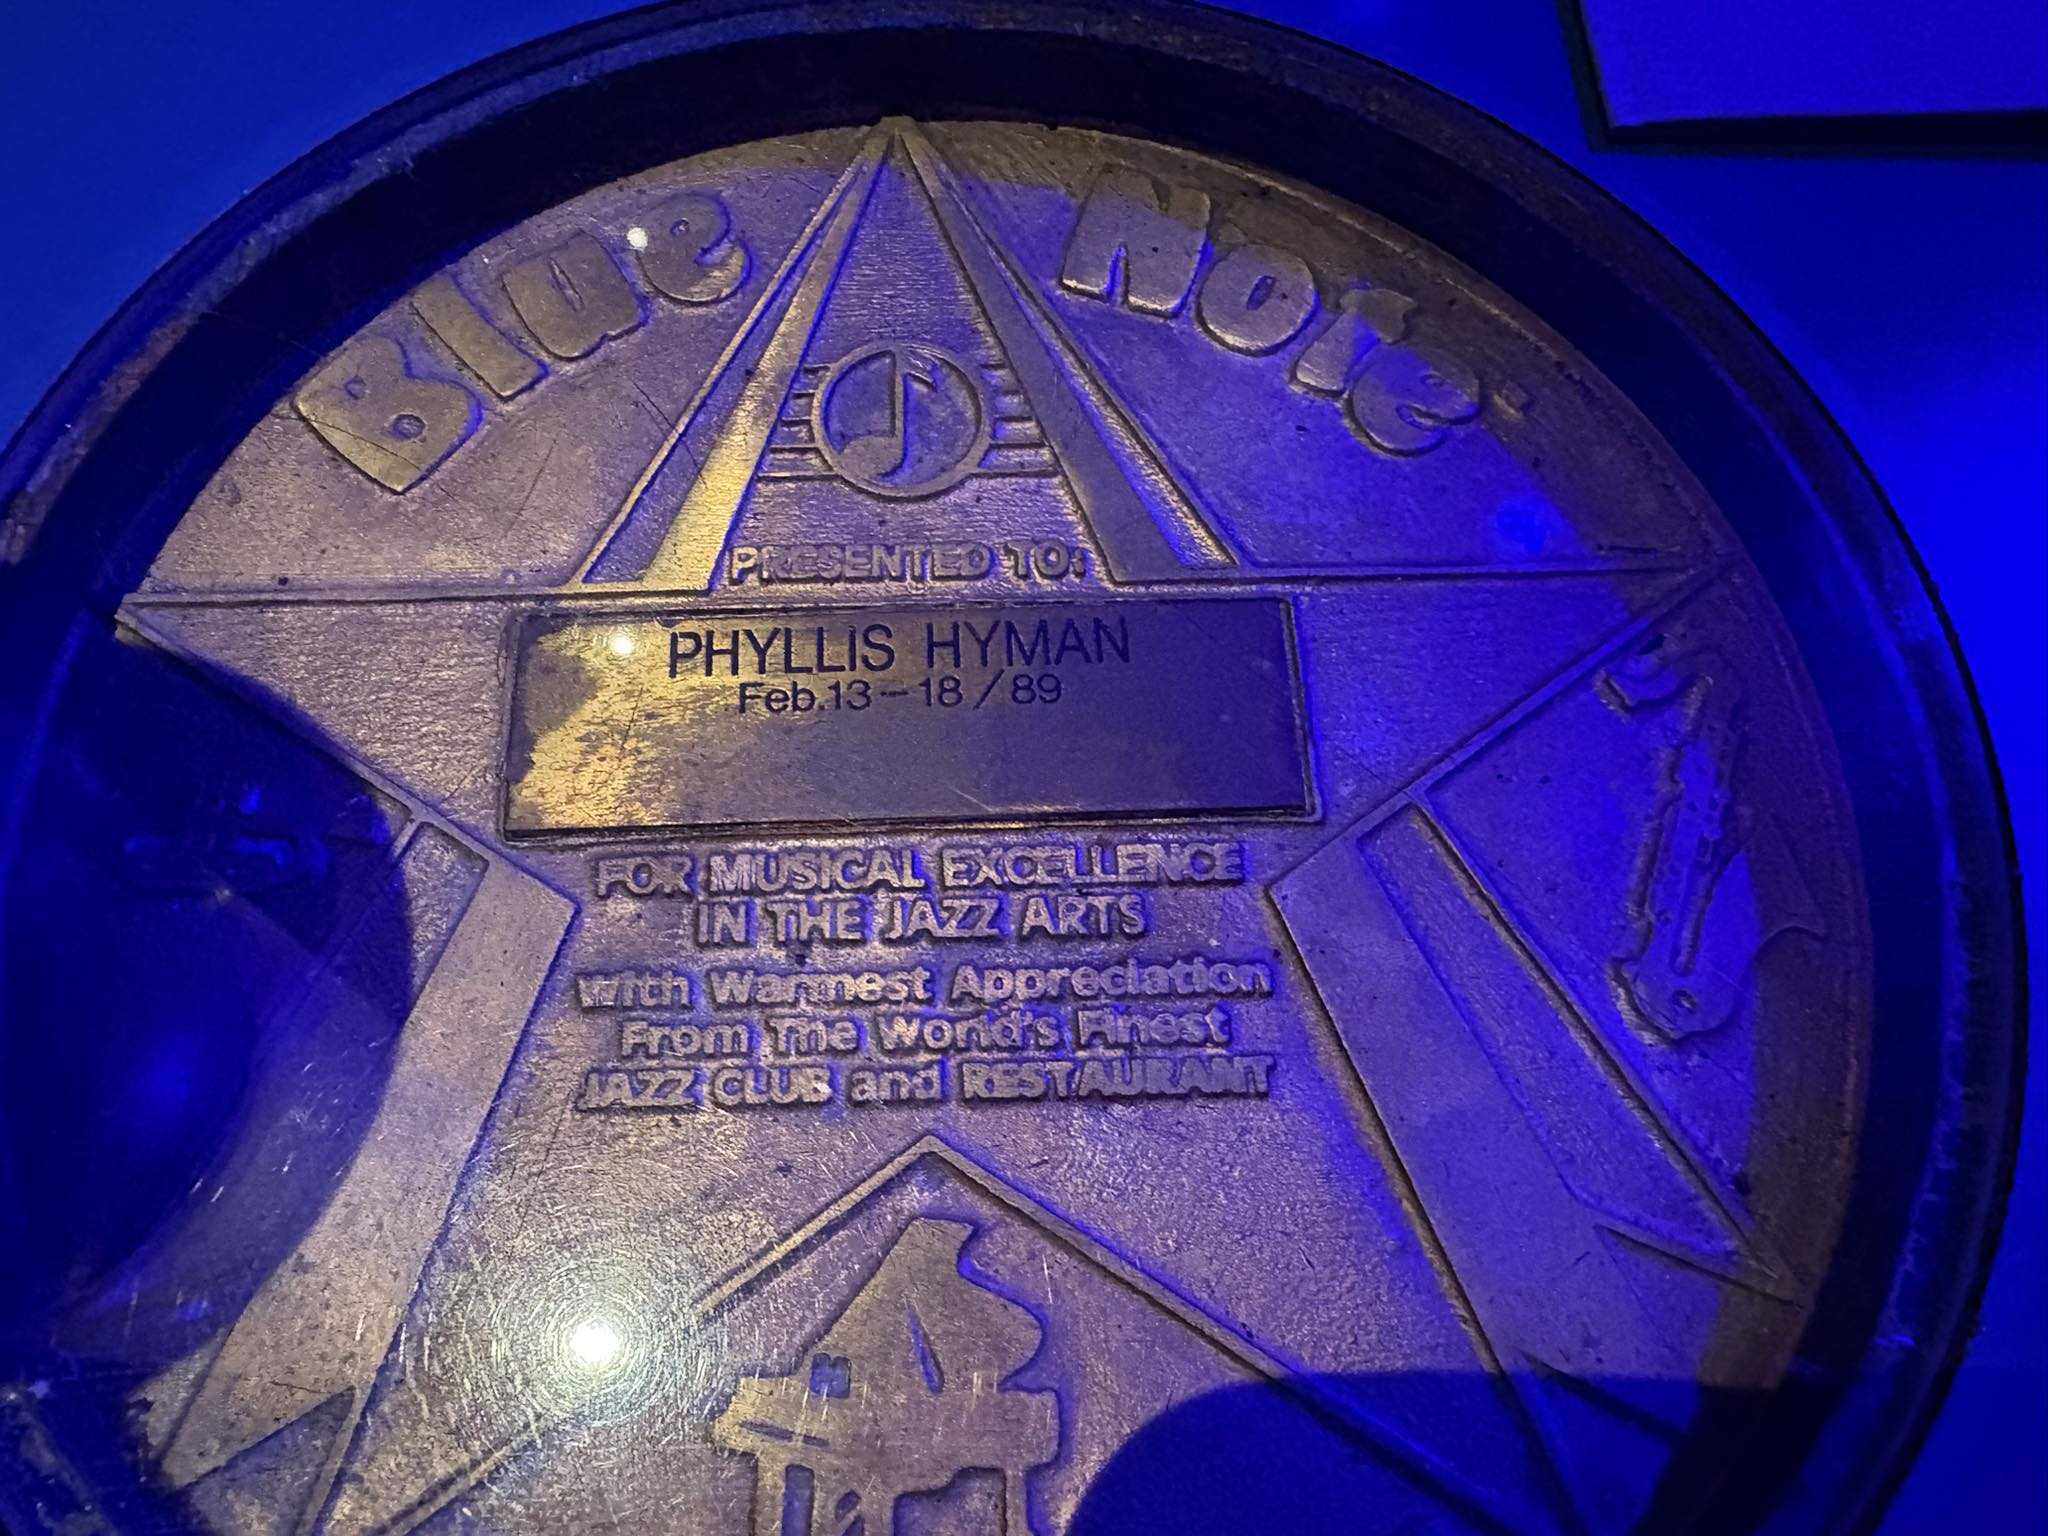 Blue Note
PRESENTED TO:
PHYLLIS HYMAN
Feb.13-18/89
FOR MUSICAL EXCELLENCE
IN THE JAZZ ARTS
with Warmest Appreciation
From The World's Finest
JAZZ CLUB and RESTAURANT